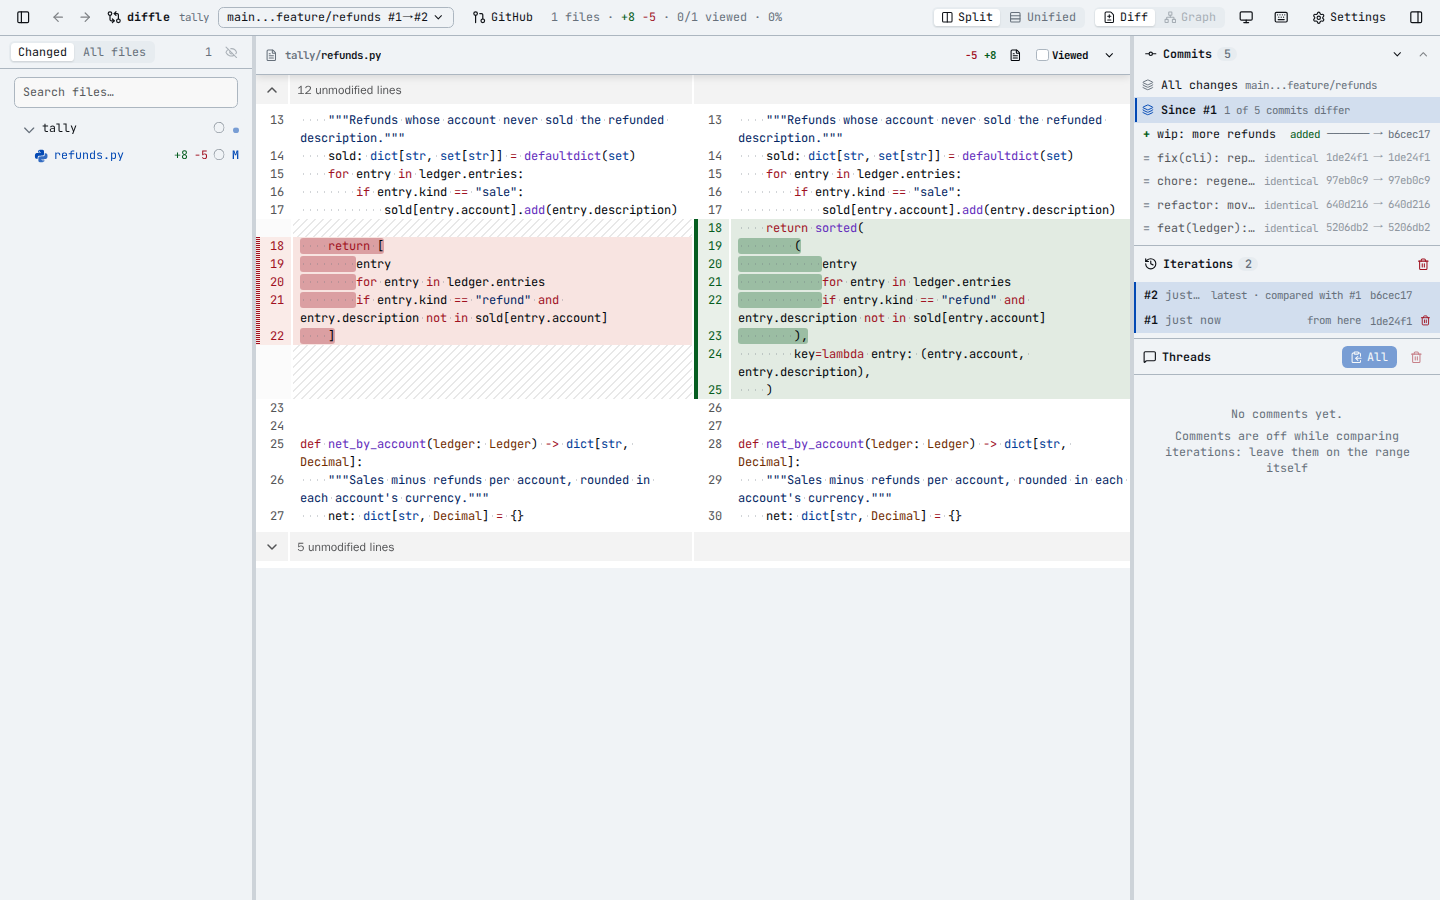 diffle tally main...feature/refunds #1→#2 GitHub 1 files · +8 -5 · 0/1 viewed · 0% Split Unified Diff Graph Settings
Changed All files 1
Search files…
tally
refunds.py +8 -5 M
tally/refunds.py -5 +8 Viewed
12 unmodified lines
13 """Refunds whose account never sold the refunded
description."""
14 sold: dict[str, set[str]] = defaultdict(set)
15 for entry in ledger.entries:
16 if entry.kind == "sale":
17 sold[entry.account].add(entry.description)
18 return [
19 entry
20 for entry in ledger.entries
21 if entry.kind == "refund" and
entry.description not in sold[entry.account]
22 ]
23
24
25 def net_by_account(ledger: Ledger) -> dict[str,
Decimal]:
26 """Sales minus refunds per account, rounded in
each account's currency."""
27 net: dict[str, Decimal] = {}
5 unmodified lines
13 """Refunds whose account never sold the refunded
description."""
14 sold: dict[str, set[str]] = defaultdict(set)
15 for entry in ledger.entries:
16 if entry.kind == "sale":
17 sold[entry.account].add(entry.description)
18 return sorted(
19 (
20 entry
21 for entry in ledger.entries
22 if entry.kind == "refund" and
entry.description not in sold[entry.account]
23 ),
24 key=lambda entry: (entry.account,
entry.description),
25 )
26
27
28 def net_by_account(ledger: Ledger) -> dict[str,
Decimal]:
29 """Sales minus refunds per account, rounded in each
account's currency."""
30 net: dict[str, Decimal] = {}
Commits 5
All changes main...feature/refunds
Since #1 1 of 5 commits differ
+ wip: more refunds added → b6cec17
= fix(cli): rep… identical 1de24f1 → 1de24f1
= chore: regene… identical 97eb0c9 → 97eb0c9
= refactor: mov… identical 640d216 → 640d216
= feat(ledger):… identical 5206db2 → 5206db2
Iterations 2
#2 just… latest · compared with #1 b6cec17
#1 just now from here 1de24f1
Threads All
No comments yet.
Comments are off while comparing
iterations: leave them on the range
itself